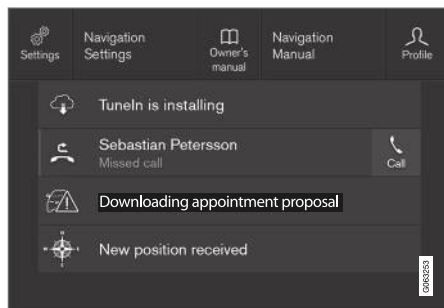 Settings
Navigation
Settings
Owner's
manual
Navigation
Manual
Profile
TuneIn is installing
Sebastian Petersson
Missed call
Call
Downloading appointment proposal
New position received
G063253